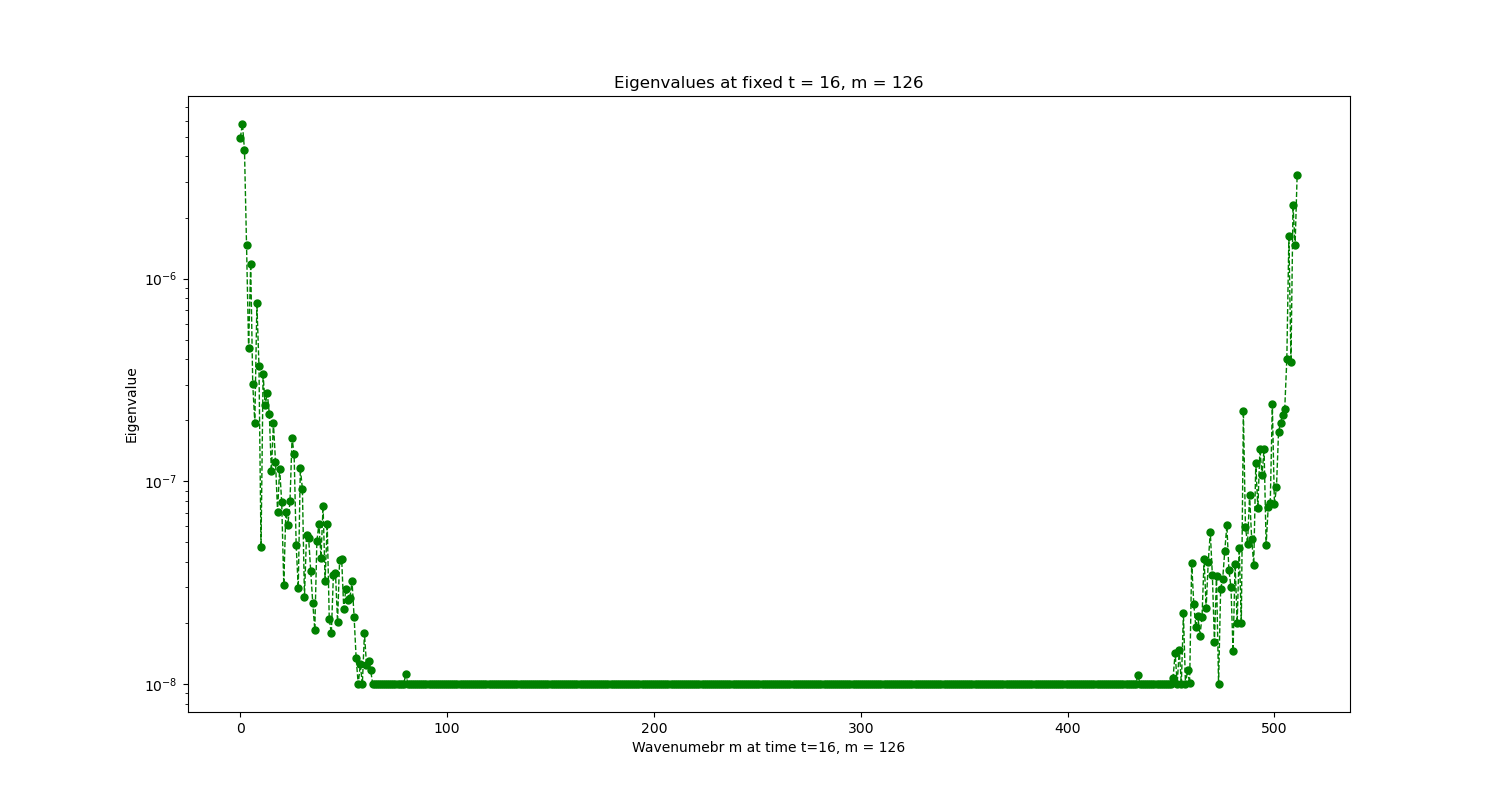 Eigenvalues at fixed t = 16, m = 126
Eigenvalue
10⁻⁶
10⁻⁷
10⁻⁸
0 100 200 300 400 500
Wavenumebr m at time t=16, m = 126